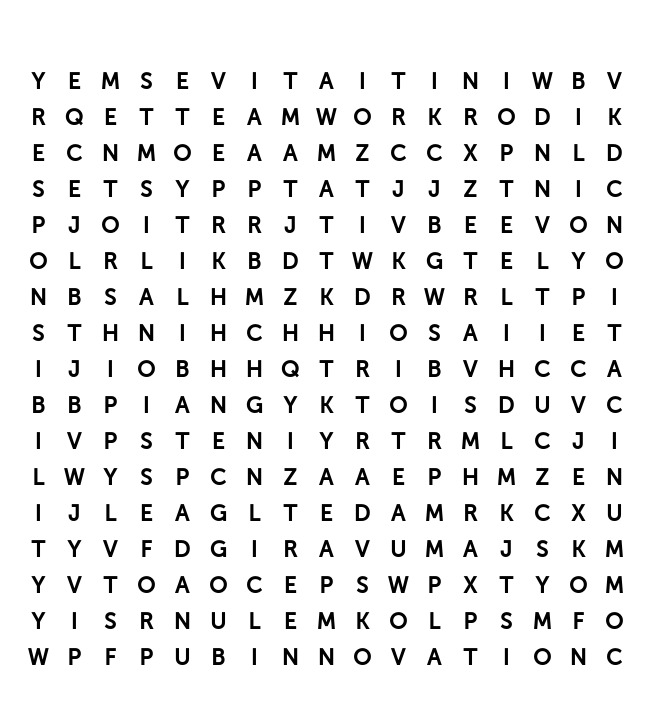 Y E M S E V I T A I T I N I W B V
R Q E T T E A M W O R K R O D I K
E C N M O E A A M Z C C X P N L D
S E T S Y P P T A T J J Z T N I C
P J O I T R R J T I V B E E V O N
O L R L I K B D T W K G T E L Y O
N B S A L H M Z K D R W R L T P I
S T H N I H C H H I O S A I I E T
I J I O B H H Q T R I B V H C C A
B B P I A N G Y K T O I S D U V C
I V P S T E N I Y R T R M L C J I
L W Y S P C N Z A A E P H M Z E N
I J L E A G L T E D A M R K C X U
T Y V F D G I R A V U M A J S K M
Y V T O A O C E P S W P X T Y O M
Y I S R N U L E M K O L P S M F O
W P F P U B I N N O V A T I O N C